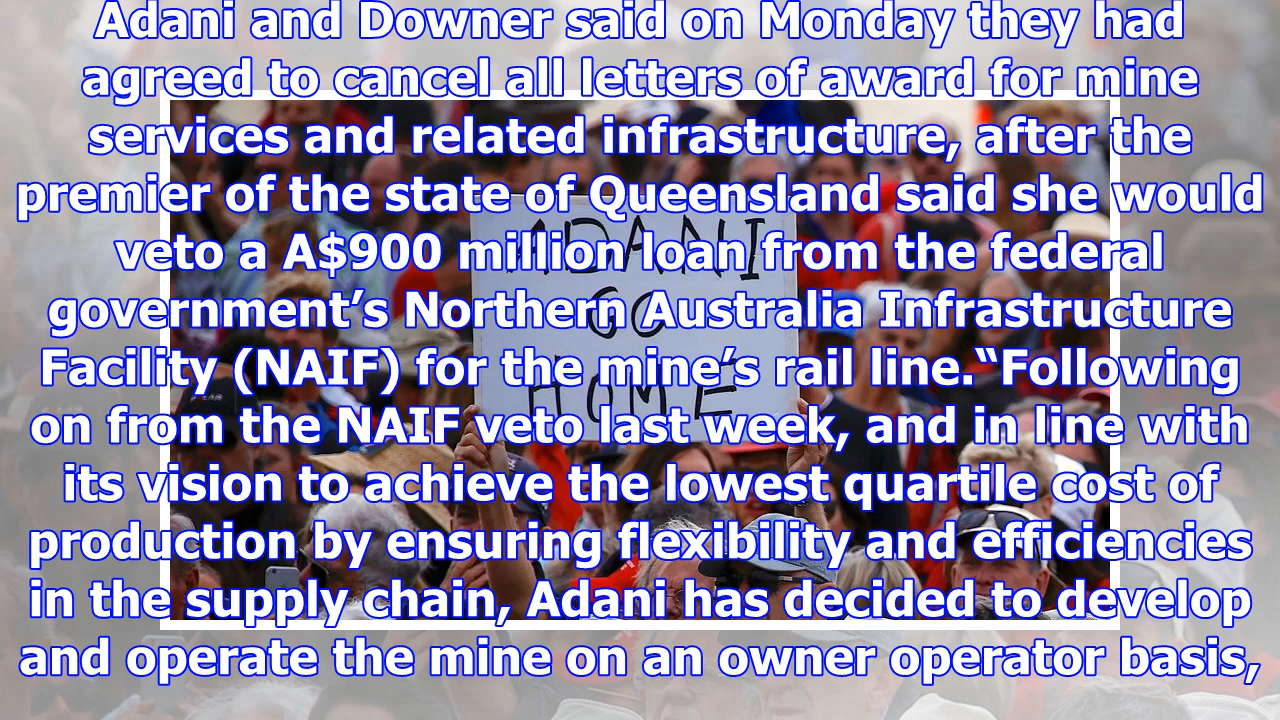 Adani and Downer said on Monday they had
agreed to cancel all letters of award for mine
services and related infrastructure, after the
premier of the state of Queensland said she would
veto a A$900 million loan from the federal
government’s Northern Australia Infrastructure
Facility (NAIF) for the mine’s rail line.“Following
on from the NAIF veto last week, and in line with
its vision to achieve the lowest quartile cost of
production by ensuring flexibility and efficiencies
in the supply chain, Adani has decided to develop
and operate the mine on an owner operator basis,
ADANI
GO
HOME